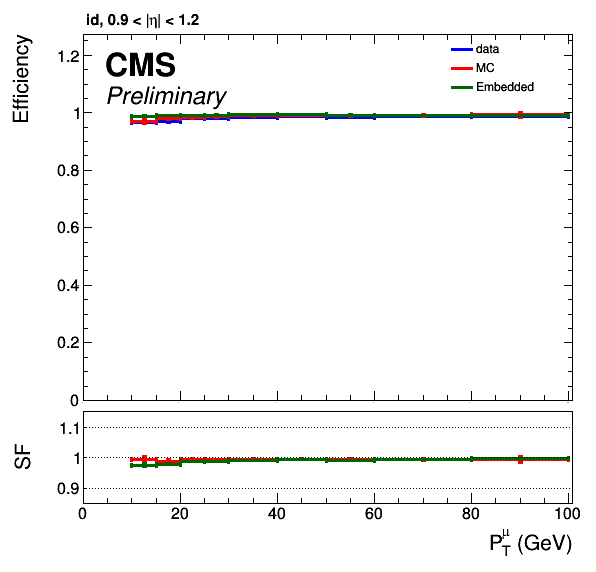 id, 0.9 < |η| < 1.2
Efficiency
CMS
Preliminary
data
MC
Embedded
1.2
1
0.8
0.6
0.4
0.2
0
SF
1.1
1
0.9
0 20 40 60 80 100
P_T^μ (GeV)